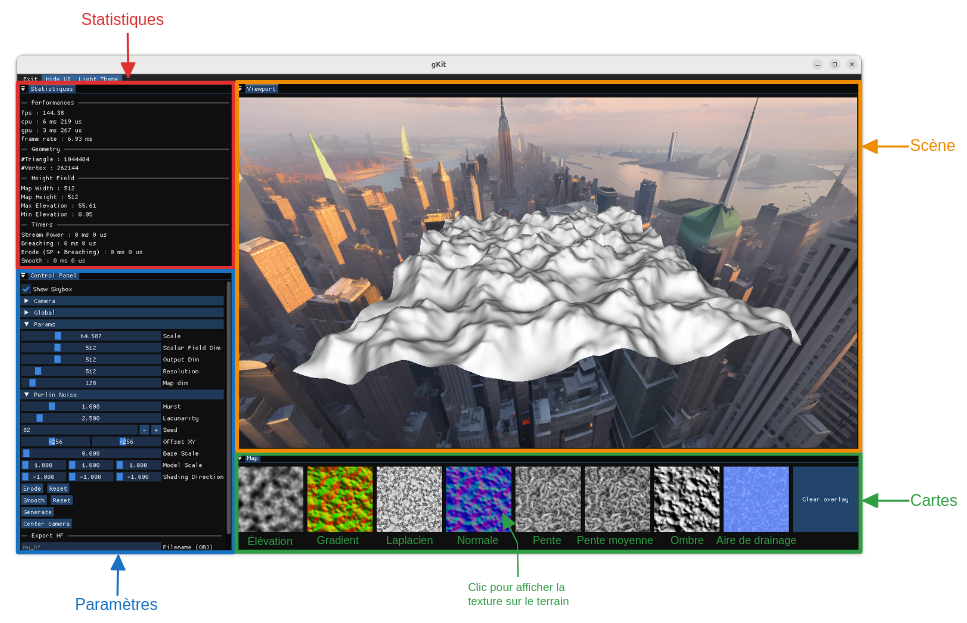 Statistiques
gKit
Exit Hide UI Light Theme
Statistiques
Performances
fps : 144.30
cpu : 6 ms 219 us
gpu : 3 ms 267 us
frame rate : 6.93 ms
Geometry
#Triangle : 1044484
#Vertex : 262144
Height Field
Map Width : 512
Map Height : 512
Max Elevation : 55.61
Min Elevation : 0.05
Timers
Stream Power : 0 ms 0 us
Breaching : 0 ms 0 us
Erode (SP + Breaching) : 0 ms 0 us
Smooth : 0 ms 0 us
Viewport
Scène
Control Panel
Show Skybox
Camera
Global
Params
64.507 Scale
512 Scalar Field Dim
512 Output Dim
512 Resolution
128 Map dim
Perlin Noise
1.000 Hurst
2.500 Lacunarity
82 - + Seed
-256 -256 Offset XY
0.008 Base Scale
1.000 1.000 1.000 Model Scale
-1.000 -1.000 -1.000 Shading Direction
Erode Reset
Smooth Reset
Generate
Center camera
Export HF
my_hf Filename (OBJ)
Map
Clear overlay
Cartes
Élévation Gradient Laplacien Normale Pente Pente moyenne Ombre Aire de drainage
Clic pour afficher la
texture sur le terrain
Paramètres